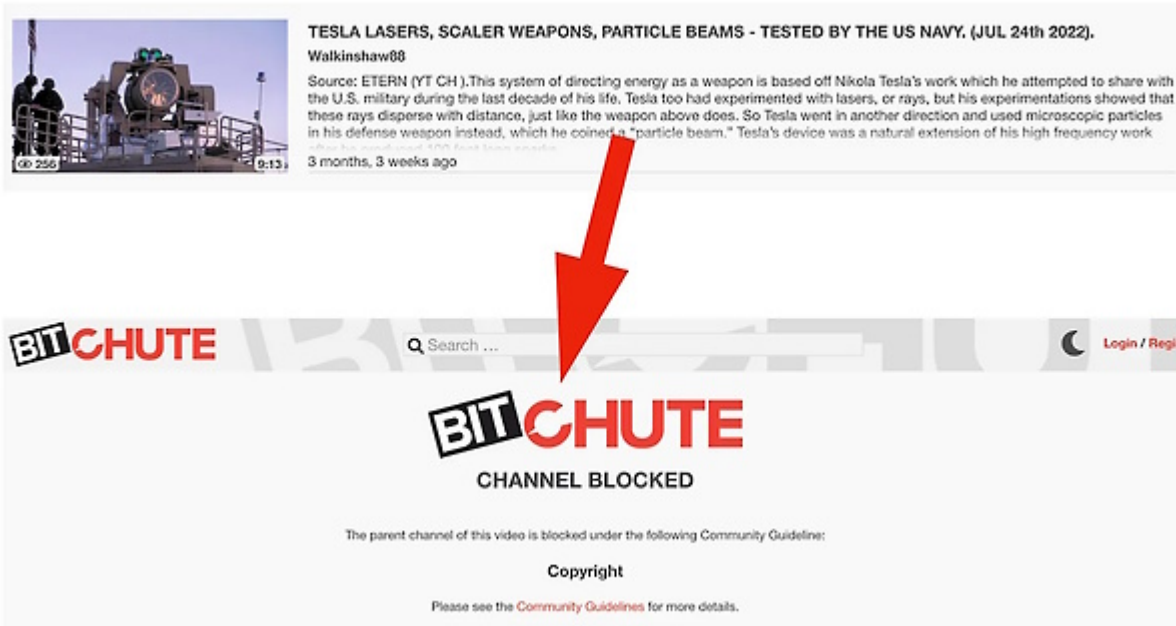 TESLA LASERS, SCALER WEAPONS, PARTICLE BEAMS - TESTED BY THE US NAVY. (JUL 24th 2022).
Walkinshaw88
Source: ETERN (YT CH ).This system of directing energy as a weapon is based off Nikola Tesla's work which he attempted to share with
the U.S. military during the last decade of his life. Tesla too had experimented with lasers, or rays, but his experimentations showed that
these rays disperse with distance, just like the weapon above does. So Tesla went in another direction and used microscopic particles
in his defense weapon instead, which he coined a "particle beam." Tesla's device was a natural extension of his high frequency work
after he produced 100 foot long sparks
256
9:13
3 months, 3 weeks ago
BITCHUTE
Search ...
Login / Regi
BITCHUTE
CHANNEL BLOCKED
The parent channel of this video is blocked under the following Community Guideline:
Copyright
Please see the Community Guidelines for more details.